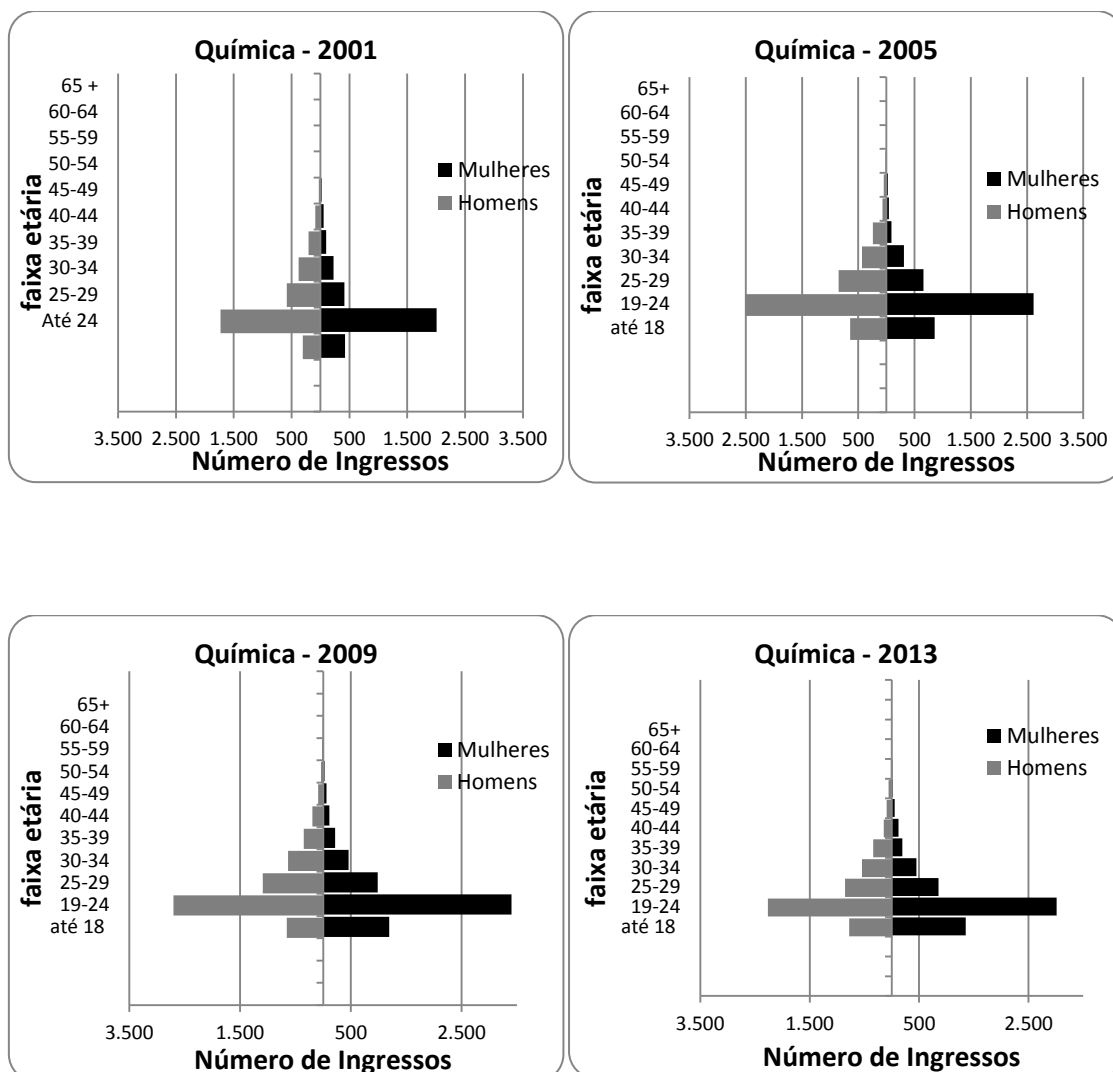 Química - 2001
65 +
60-64
55-59
50-54
45-49
40-44
35-39
30-34
25-29
Até 24
faixa etária
Mulheres
Homens
3.500 2.500 1.500 500 500 1.500 2.500 3.500
Número de Ingressos
Química - 2005
65+
60-64
55-59
50-54
45-49
40-44
35-39
30-34
25-29
19-24
até 18
faixa etária
Mulheres
Homens
3.500 2.500 1.500 500 500 1.500 2.500 3.500
Número de Ingressos
Química - 2009
65+
60-64
55-59
50-54
45-49
40-44
35-39
30-34
25-29
19-24
até 18
faixa etária
Mulheres
Homens
3.500 1.500 500 2.500
Número de Ingressos
Química - 2013
65+
60-64
55-59
50-54
45-49
40-44
35-39
30-34
25-29
19-24
até 18
faixa etária
Mulheres
Homens
3.500 1.500 500 2.500
Número de Ingressos